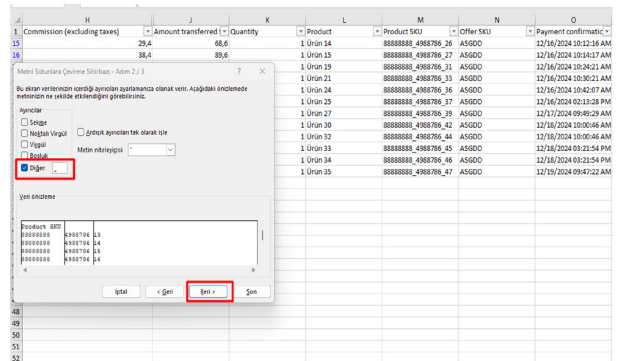 H J K L M N O
1 Commission (excluding taxes) Amount transferred Quantity Product Product SKU Offer SKU Payment confirmatic
15 29,4 68,6 1 Ürün 14 88888888_4988786_26 ASGDD 12/16/2024 10:12:16 AM
16 38,4 89,6 1 Ürün 15 88888888_4988786_27 ASGDD 12/16/2024 10:14:17 AM
1 Ürün 19 88888888_4988786_31 ASGDD 12/16/2024 10:24:21 AM
1 Ürün 21 88888888_4988786_33 ASGDD 12/16/2024 10:30:21 AM
1 Ürün 24 88888888_4988786_36 ASGDD 12/16/2024 10:42:07 AM
1 Ürün 25 88888888_4988786_37 ASGDD 12/16/2024 02:13:28 PM
1 Ürün 27 88888888_4988786_39 ASGDD 12/17/2024 09:49:29 AM
1 Ürün 30 88888888_4988786_42 ASGDD 12/18/2024 10:00:46 AM
1 Ürün 32 88888888_4988786_44 ASGDD 12/18/2024 10:00:46 AM
1 Ürün 33 88888888_4988786_45 ASGDD 12/18/2024 03:21:54 PM
1 Ürün 34 88888888_4988786_46 ASGDD 12/18/2024 03:21:54 PM
1 Ürün 35 88888888_4988786_47 ASGDD 12/19/2024 09:47:22 AM
Metni Sütunlara Çevirme Sihirbazı - Adım 2 / 3 ? ×
Bu ekran verilerinizin içerdiği ayırıcıları ayarlamanıza olanak verir. Aşağıdaki önizlemede
metninizin ne şekilde etkilendiğini görebilirsiniz.
Ayırıcılar
Sekme
Noktalı Virgül
Virgül
Boşluk
Diğer: _
Ardışık ayırıcıları tek olarak işle
Metin niteleyicisi: "
Veri önizleme
Product SKU
88888888 4988786 13
88888888 4988786 14
88888888 4988786 15
88888888 4988786 16
İptal < Geri İleri > Son
48
49
50
51
52